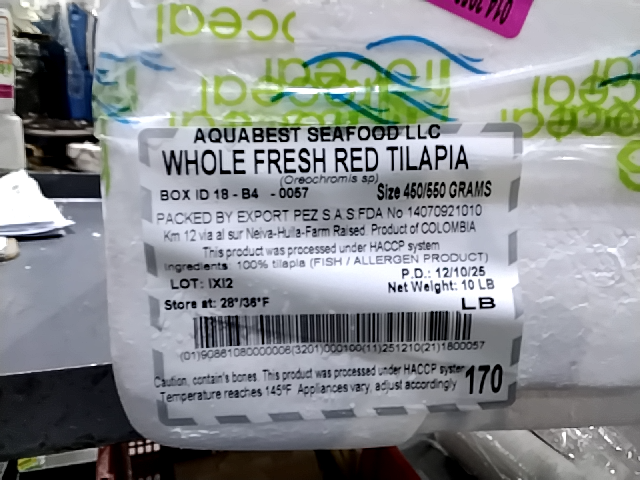 AQUABEST SEAFOOD LLC
WHOLE FRESH RED TILAPIA
(Oreochromis sp)
BOX ID 18 - B4 - 0057 Size 450/550 GRAMS
PACKED BY EXPORT PEZ S.A.S.FDA No 14070921010
Km 12 via al sur Neiva-Huila-Farm Raised. Product of COLOMBIA
This product was processed under HACCP system
Ingredients: 100% tilapia (FISH / ALLERGEN PRODUCT)
P.D.: 12/10/25
LOT: IXI2 Net Weight: 10 LB
Store at: 28°/36°F LB
(01)90861080000006(3201)000100(11)251210(21)1800057
Caution, contain's bones. This product was processed under HACCP system
Temperature reaches 145°F. Appliances vary, adjust accordingly 170